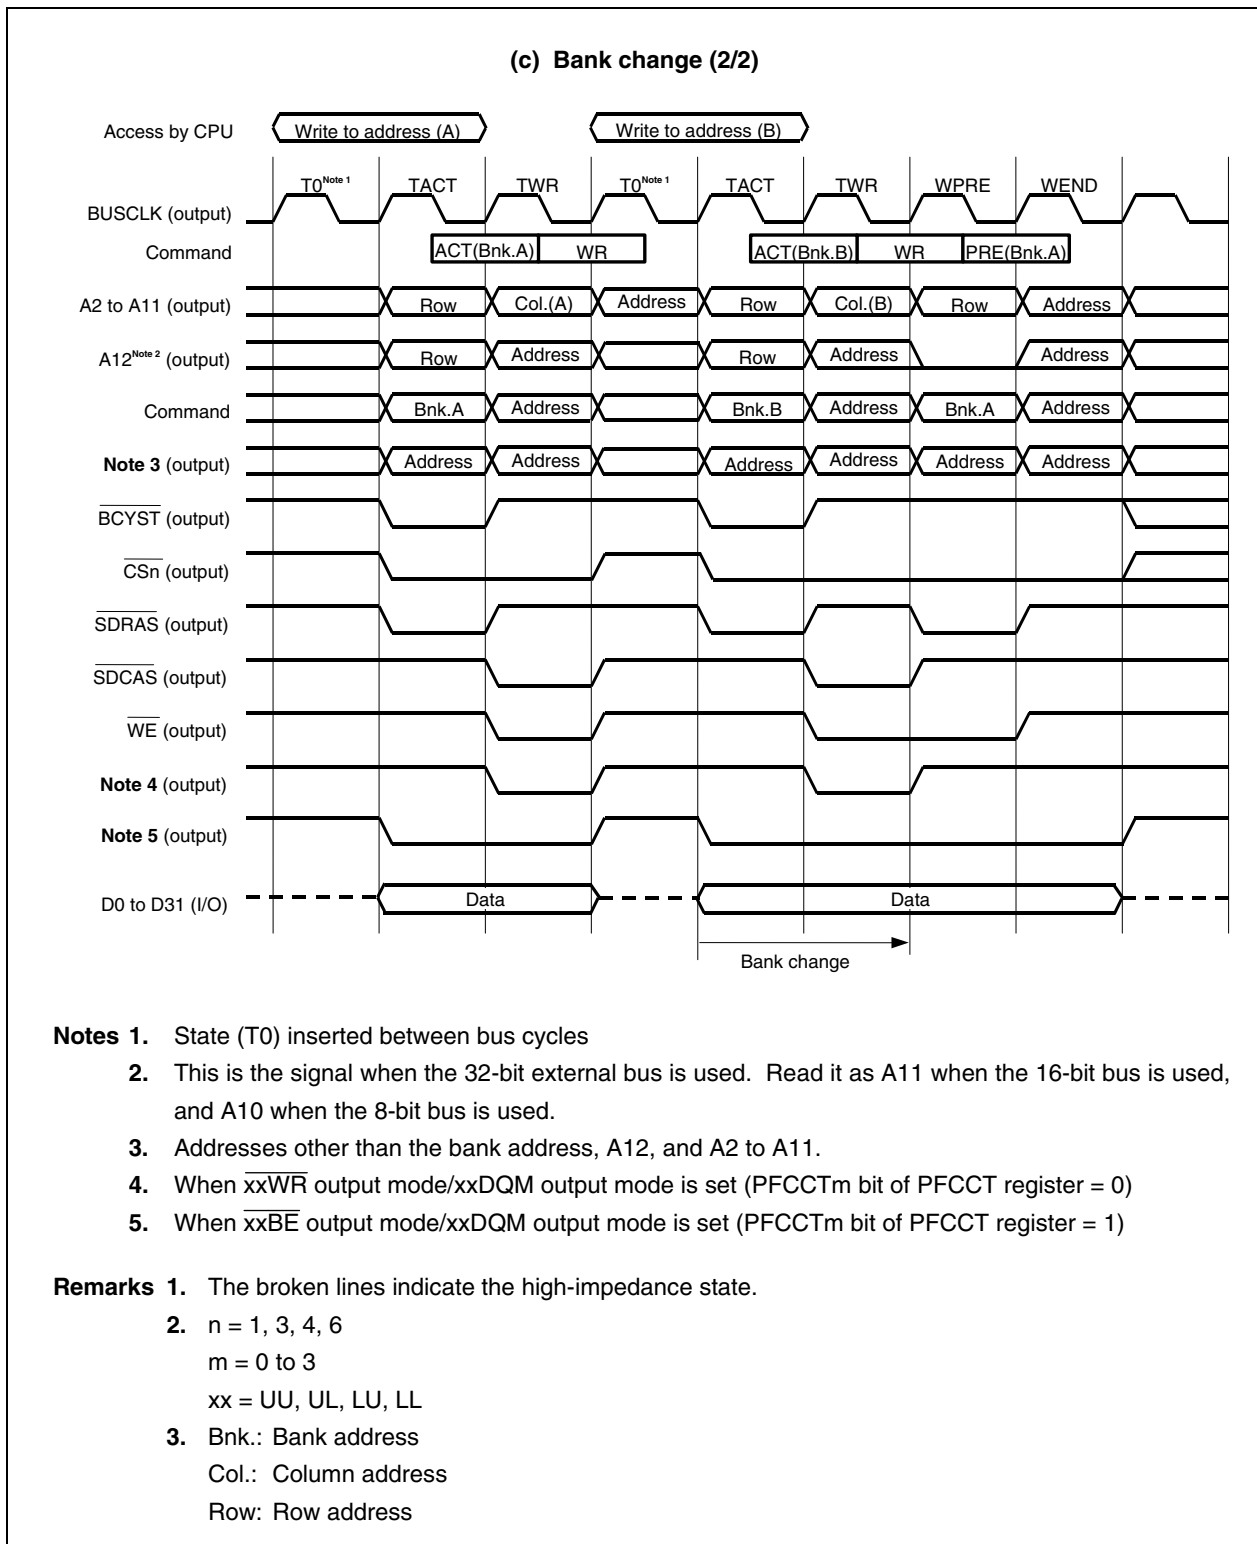 (c) Bank change (2/2)
Access by CPU Write to address (A) Write to address (B)
T0Note 1 TACT TWR T0Note 1 TACT TWR WPRE WEND
BUSCLK (output)
Command ACT(Bnk.A) WR ACT(Bnk.B) WR PRE(Bnk.A)
A2 to A11 (output) Row Col.(A) Address Row Col.(B) Row Address
A12Note 2 (output) Row Address Row Address Address
Command Bnk.A Address Bnk.B Address Bnk.A Address
Note 3 (output) Address Address Address Address Address Address
BCYST (output)
CSn (output)
SDRAS (output)
SDCAS (output)
WE (output)
Note 4 (output)
Note 5 (output)
D0 to D31 (I/O) Data Data
Bank change
Notes 1. State (T0) inserted between bus cycles
2. This is the signal when the 32-bit external bus is used. Read it as A11 when the 16-bit bus is used,
and A10 when the 8-bit bus is used.
3. Addresses other than the bank address, A12, and A2 to A11.
4. When xxWR output mode/xxDQM output mode is set (PFCCTm bit of PFCCT register = 0)
5. When xxBE output mode/xxDQM output mode is set (PFCCTm bit of PFCCT register = 1)
Remarks 1. The broken lines indicate the high-impedance state.
2. n = 1, 3, 4, 6
m = 0 to 3
xx = UU, UL, LU, LL
3. Bnk.: Bank address
Col.: Column address
Row: Row address